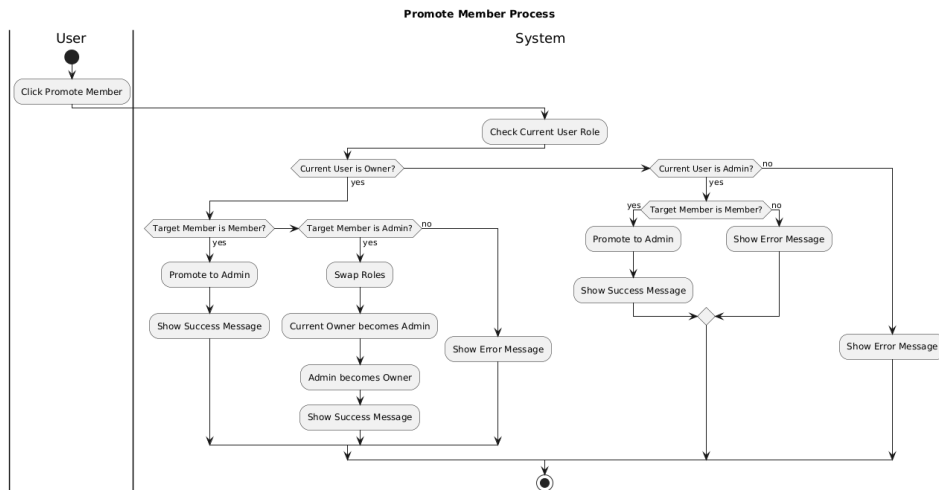 Promote Member Process
User
System
Click Promote Member
Check Current User Role
Current User is Owner?
yes
Current User is Admin?
no
yes
Target Member is Member?
yes
Target Member is Admin?
no
yes
yes
Target Member is Member?
no
Promote to Admin
Swap Roles
Promote to Admin
Show Error Message
Show Success Message
Current Owner becomes Admin
Show Error Message
Show Success Message
Show Error Message
Admin becomes Owner
Show Success Message